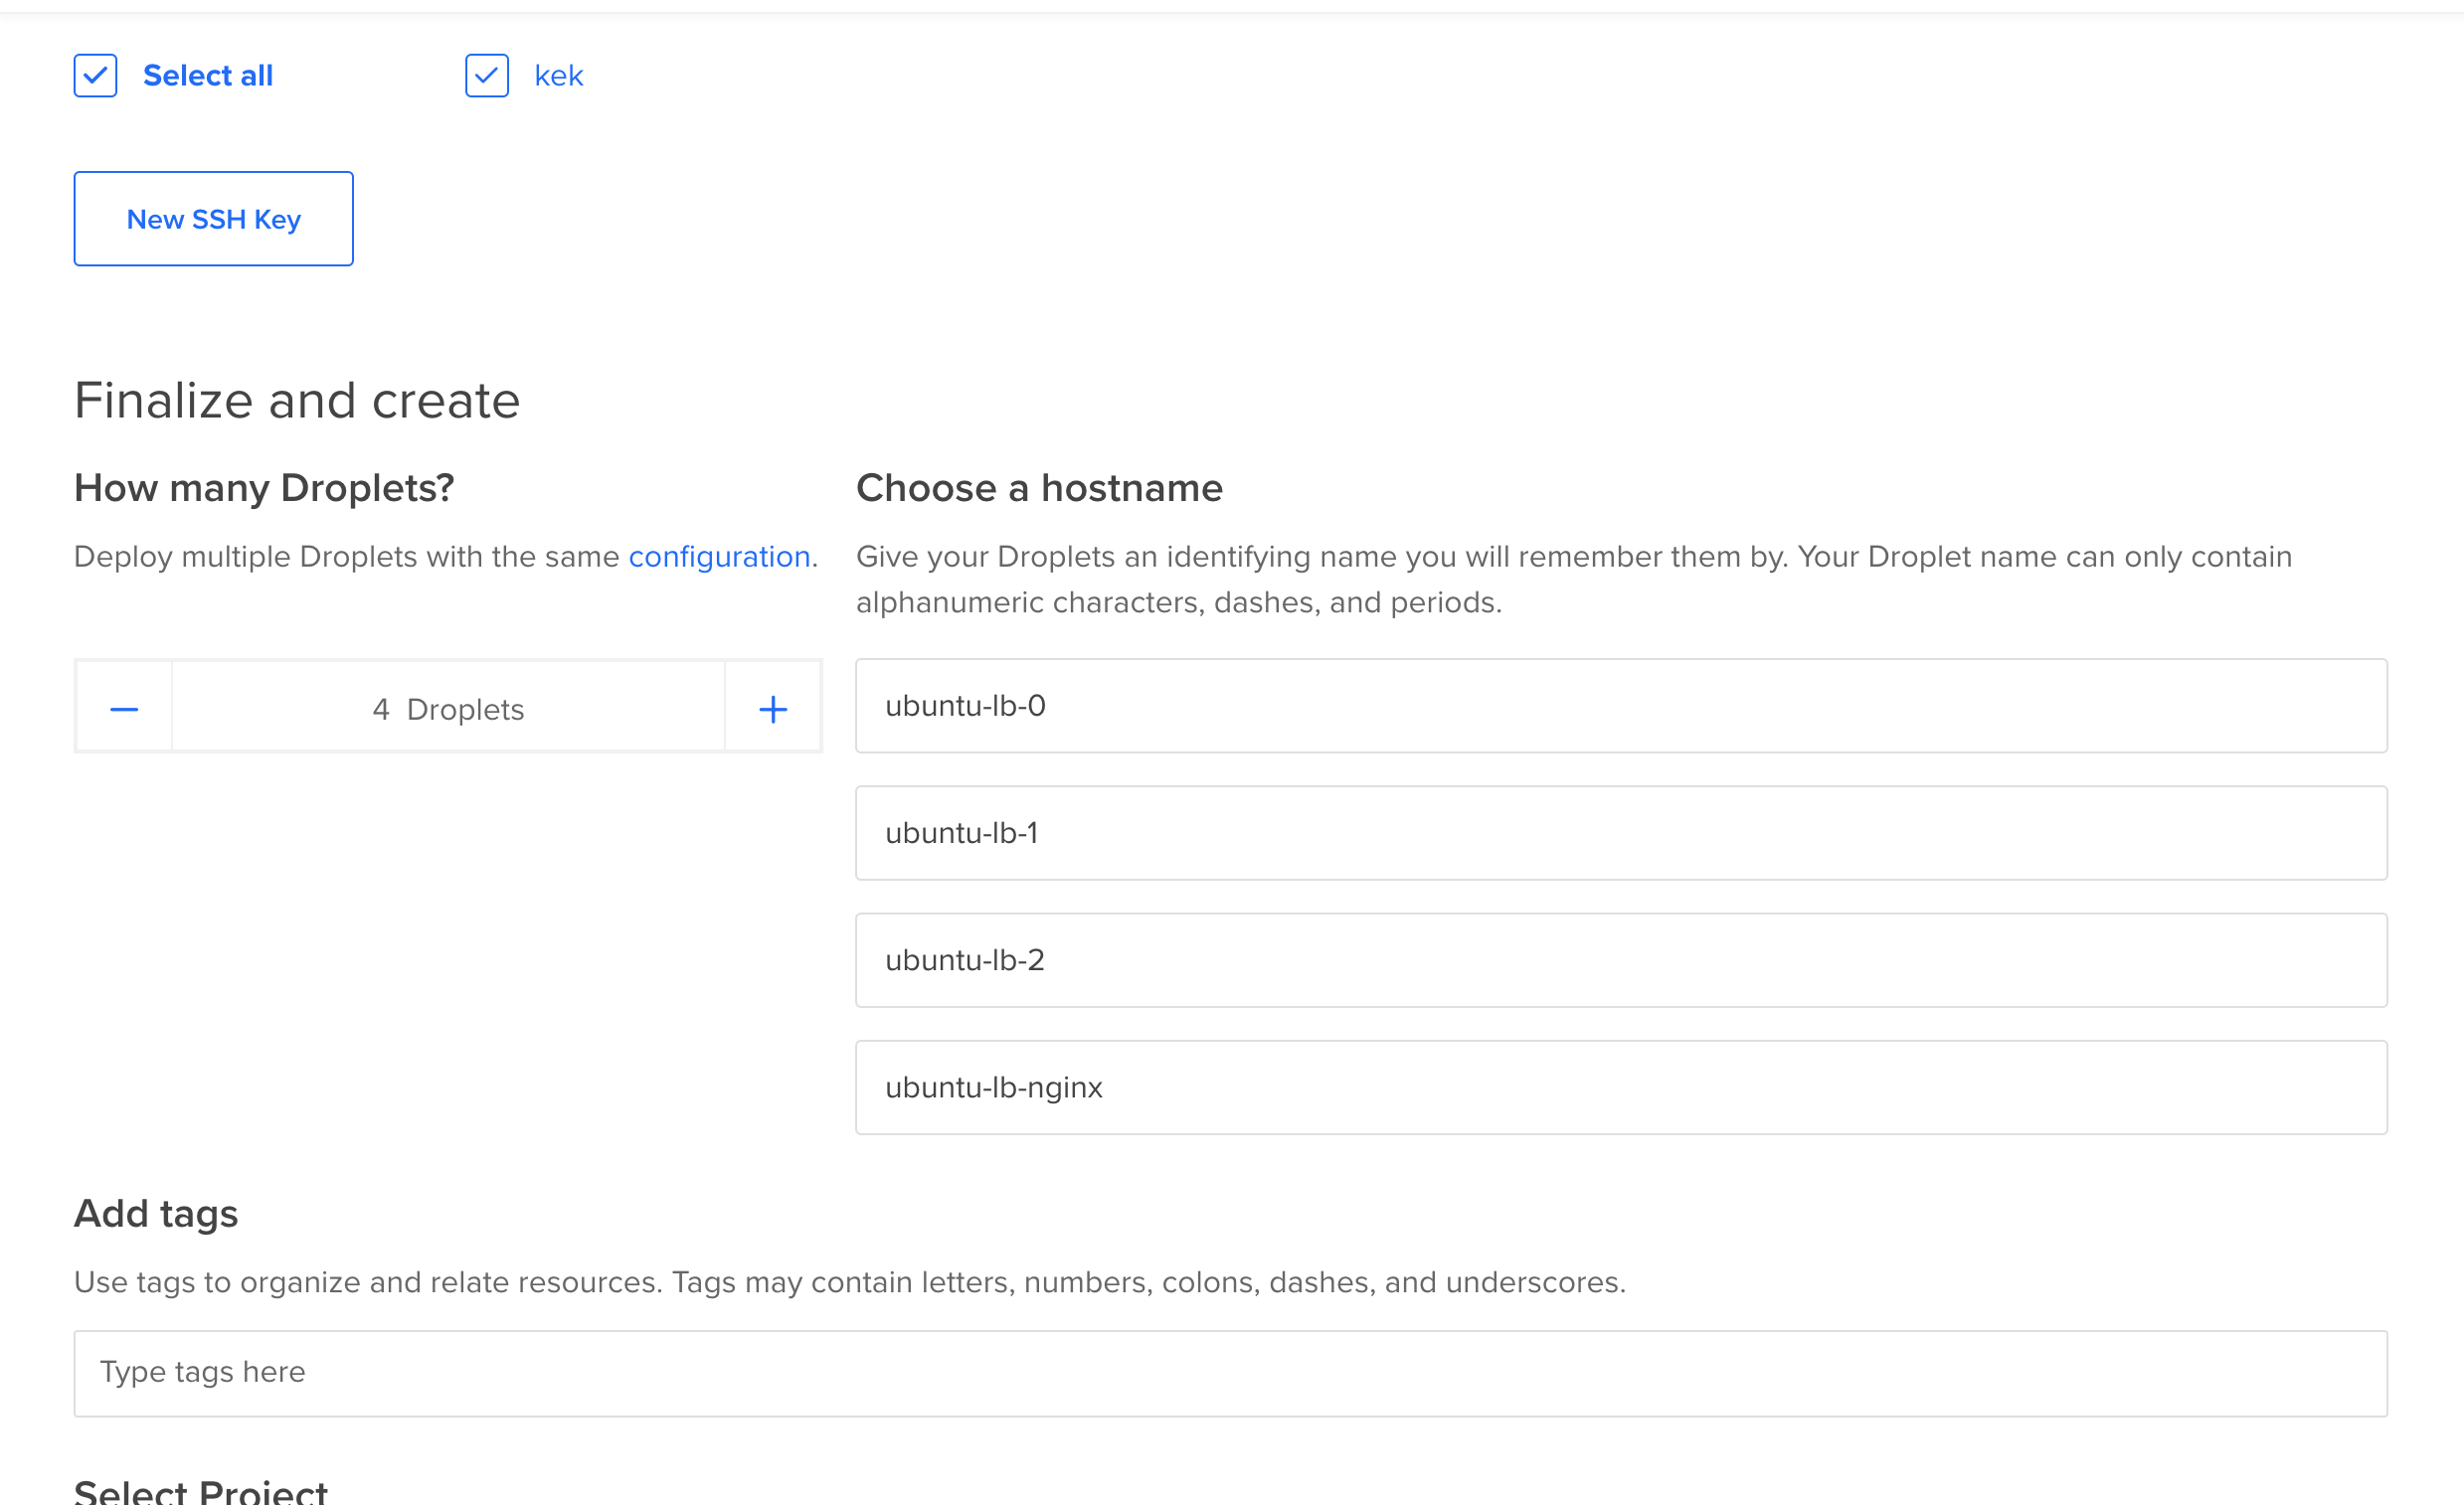 Select all
kek
New SSH Key
Finalize and create
How many Droplets?
Deploy multiple Droplets with the same configuration.
4 Droplets
Choose a hostname
Give your Droplets an identifying name you will remember them by. Your Droplet name can only contain
alphanumeric characters, dashes, and periods.
ubuntu-lb-0
ubuntu-lb-1
ubuntu-lb-2
ubuntu-lb-nginx
Add tags
Use tags to organize and relate resources. Tags may contain letters, numbers, colons, dashes, and underscores.
Type tags here
Select Project